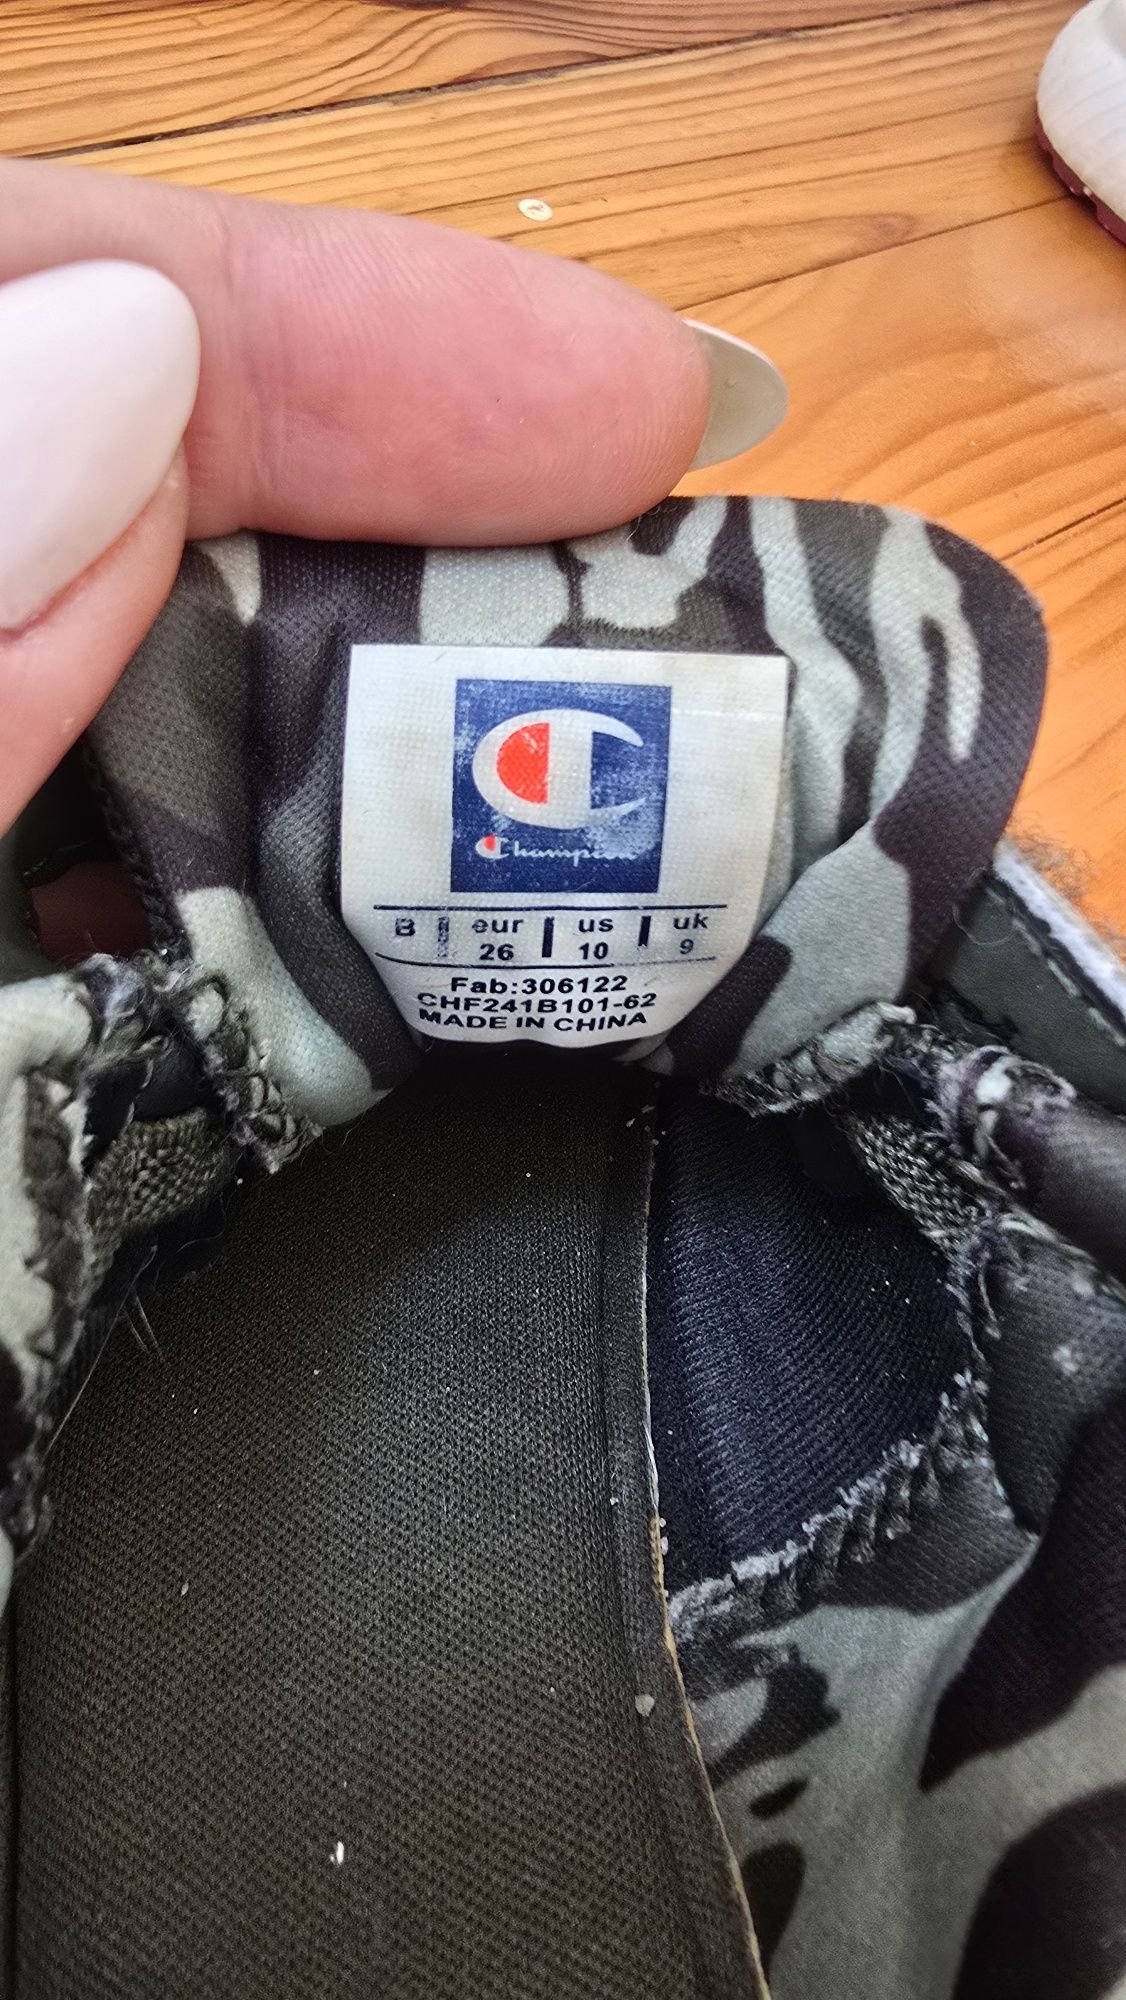 Champion
B eur us uk
26 10 9
Fab:306122
CHF241B101-62
MADE IN CHINA